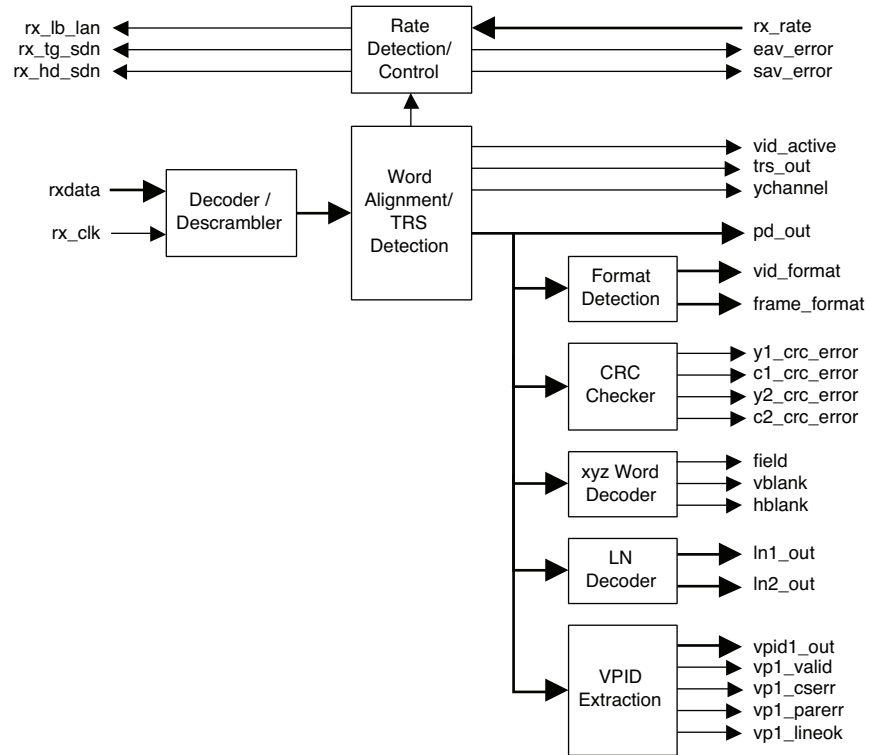 rx_lb_lan
rx_tg_sdn
rx_hd_sdn
Rate
Detection/
Control
rx_rate
eav_error
sav_error
rxdata
rx_clk
Decoder /
Descrambler
Word
Alignment/
TRS
Detection
vid_active
trs_out
ychannel
pd_out
Format
Detection
vid_format
frame_format
CRC
Checker
y1_crc_error
c1_crc_error
y2_crc_error
c2_crc_error
xyz Word
Decoder
field
vblank
hblank
LN
Decoder
ln1_out
ln2_out
VPID
Extraction
vpid1_out
vp1_valid
vp1_cserr
vp1_parerr
vp1_lineok